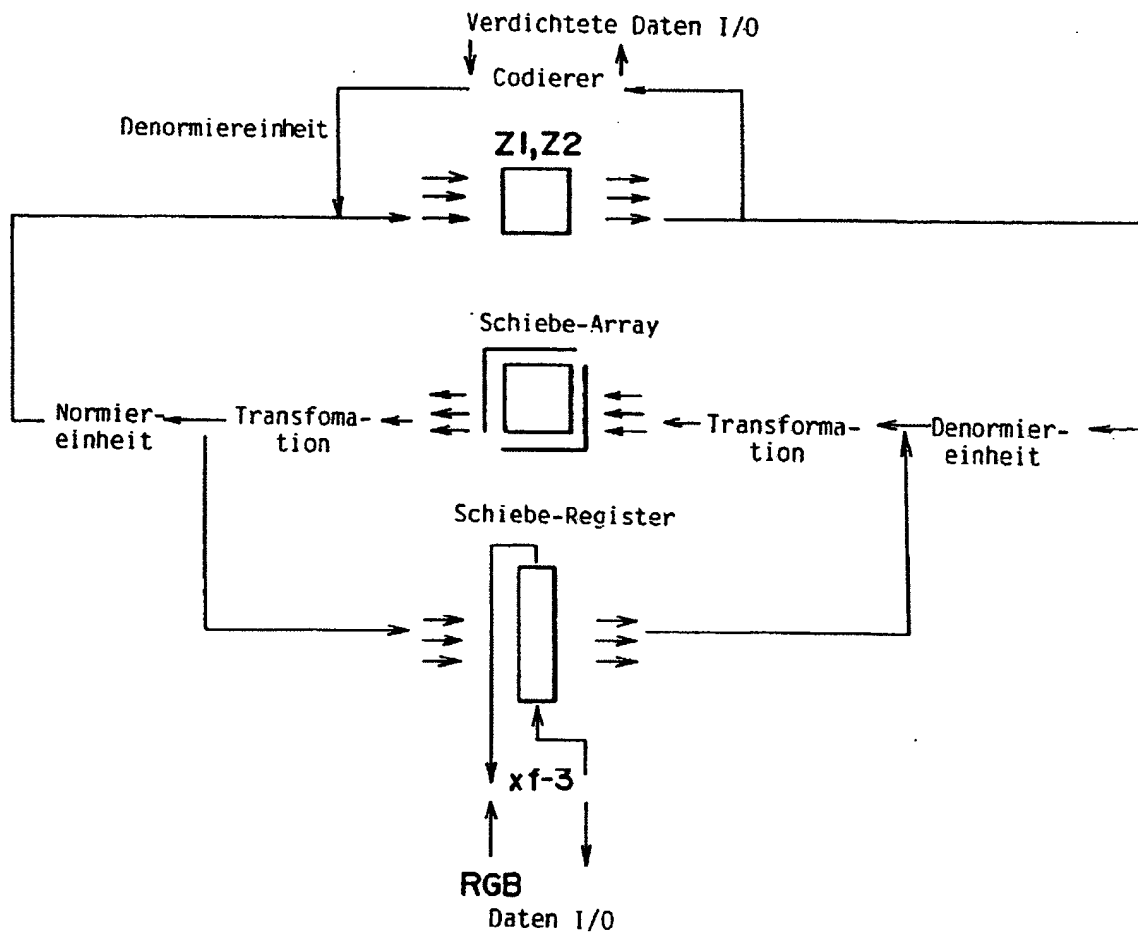 Verdichtete Daten I/O
Codierer
Denormiereinheit
Z1,Z2
Schiebe-Array
Normier-
einheit
Transfoma-
tion
Transforma-
tion
Denormier-
einheit
Schiebe-Register
xf-3
RGB
Daten I/O